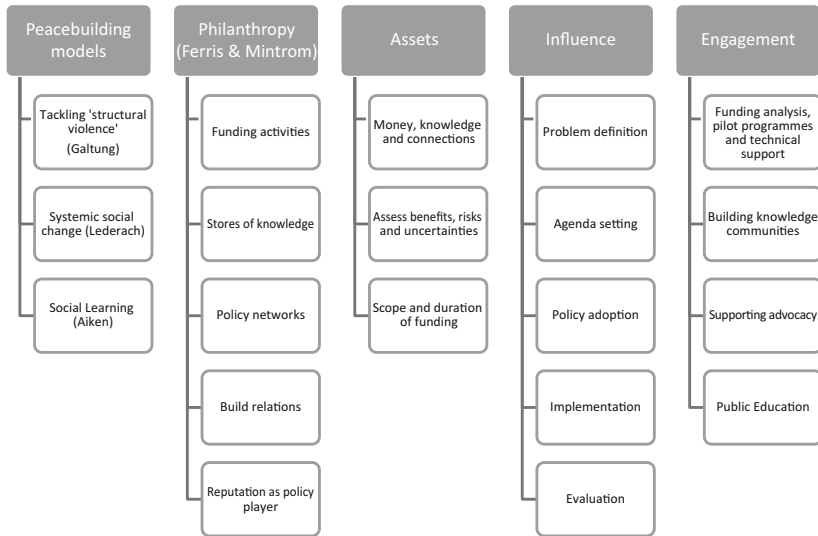 Peacebuilding
models
Tackling 'structural
violence'
(Galtung)
Systemic social
change (Lederach)
Social Learning
(Aiken)
Philanthropy
(Ferris & Mintrom)
Funding activities
Stores of knowledge
Policy networks
Build relations
Reputation as policy
player
Assets
Money, knowledge
and connections
Assess benefits, risks
and uncertainties
Scope and duration
of funding
Influence
Problem definition
Agenda setting
Policy adoption
Implementation
Evaluation
Engagement
Funding analysis,
pilot programmes
and technical
support
Building knowledge
communities
Supporting advocacy
Public Education